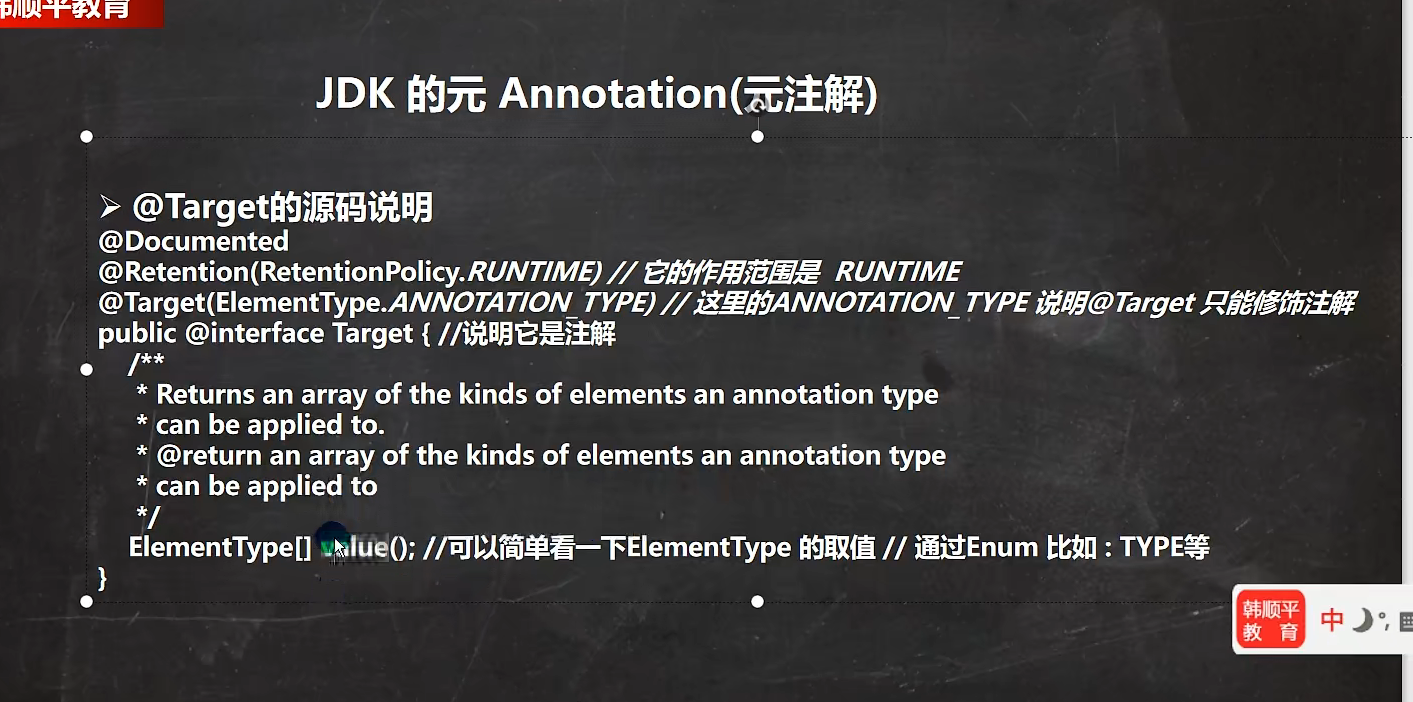 韩顺平教育
JDK 的元 Annotation(元注解)
➢ @Target的源码说明
@Documented
@Retention(RetentionPolicy.RUNTIME) // 它的作用范围是 RUNTIME
@Target(ElementType.ANNOTATION_TYPE) // 这里的ANNOTATION_TYPE 说明@Target 只能修饰注解
public @interface Target { //说明它是注解
/**
* Returns an array of the kinds of elements an annotation type
* can be applied to.
* @return an array of the kinds of elements an annotation type
* can be applied to
*/
ElementType[] value(); //可以简单看一下ElementType 的取值 // 通过Enum 比如：TYPE等
}
韩顺平
教 育
中